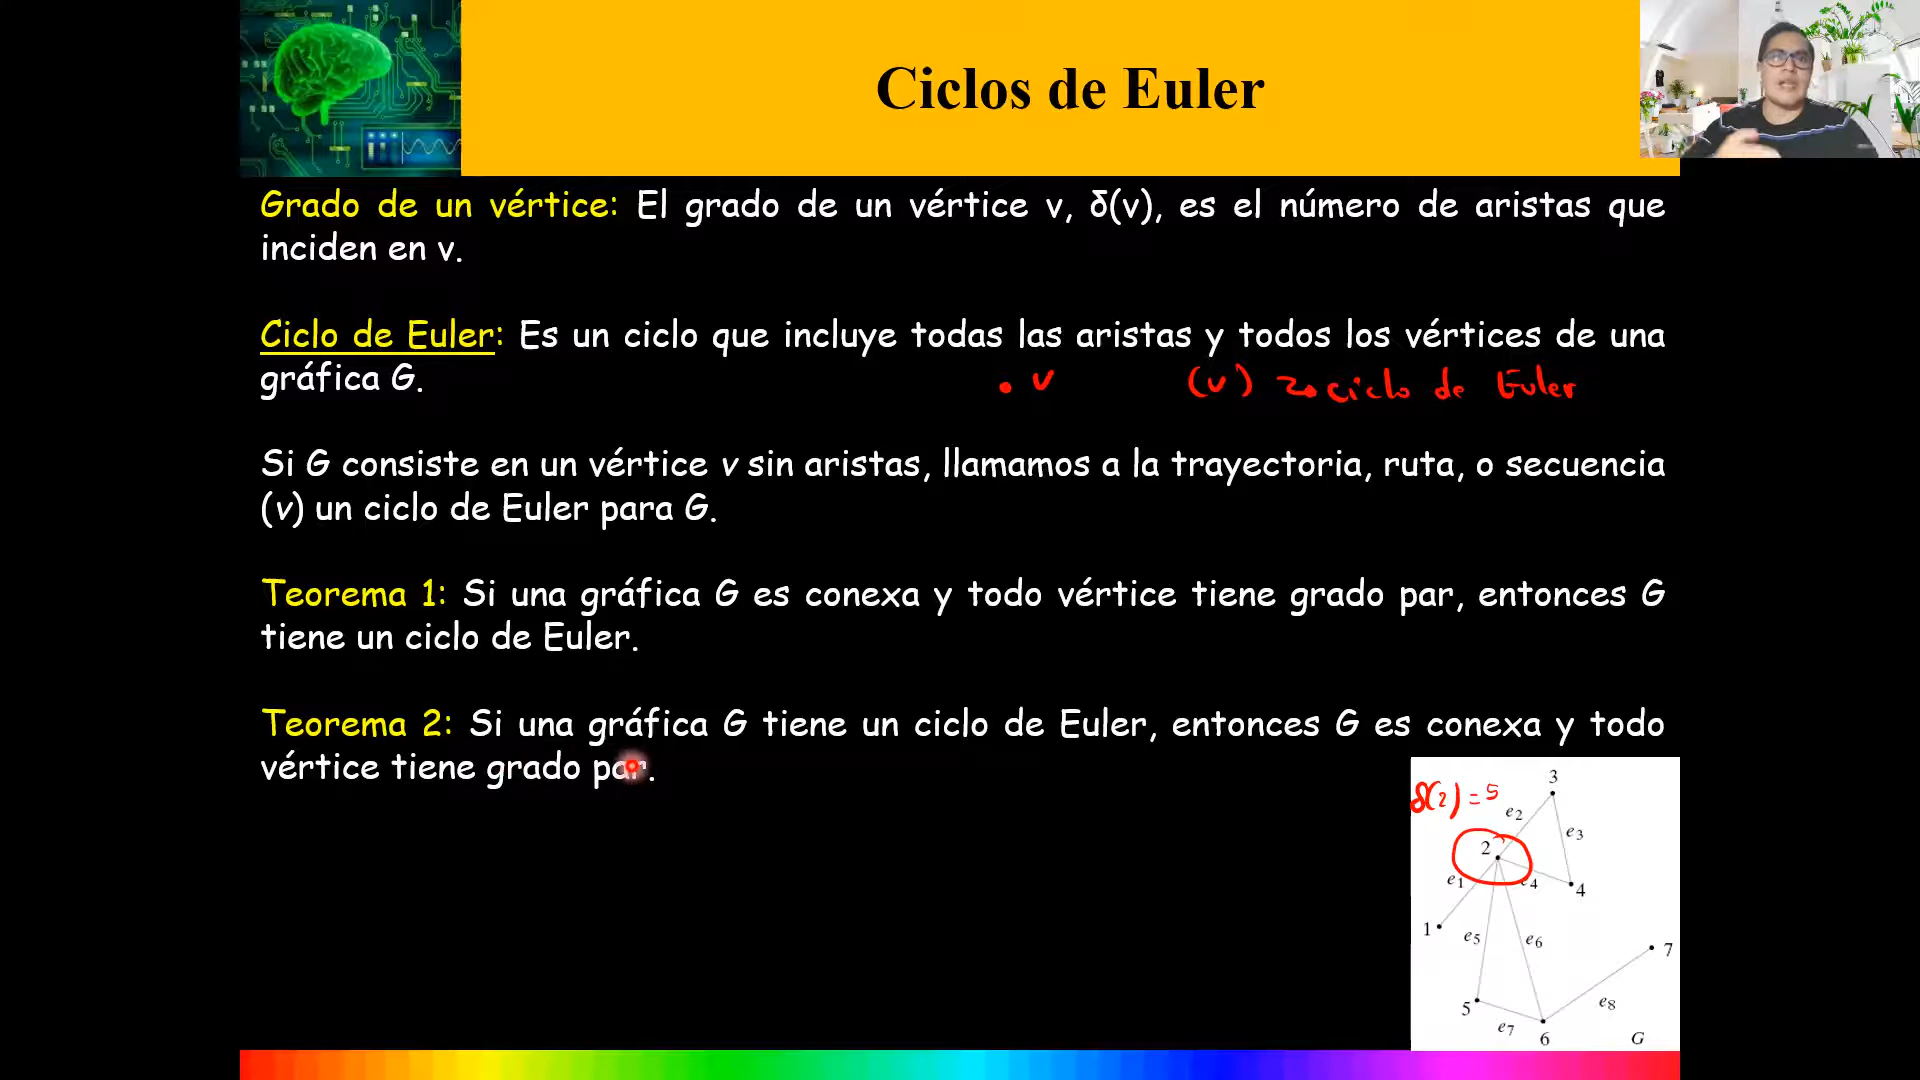 Ciclos de Euler
Grado de un vértice: El grado de un vértice v, δ(v), es el número de aristas que
inciden en v.
Ciclo de Euler: Es un ciclo que incluye todas las aristas y todos los vértices de una
gráfica G.
• v (v) ciclo de Euler
Si G consiste en un vértice v sin aristas, llamamos a la trayectoria, ruta, o secuencia
(v) un ciclo de Euler para G.
Teorema 1: Si una gráfica G es conexa y todo vértice tiene grado par, entonces G
tiene un ciclo de Euler.
Teorema 2: Si una gráfica G tiene un ciclo de Euler, entonces G es conexa y todo
vértice tiene grado par.
δ(2) = 5
3
e2
e3
2
e1
e4
4
1
e5
e6
7
5
e8
e7
6
G